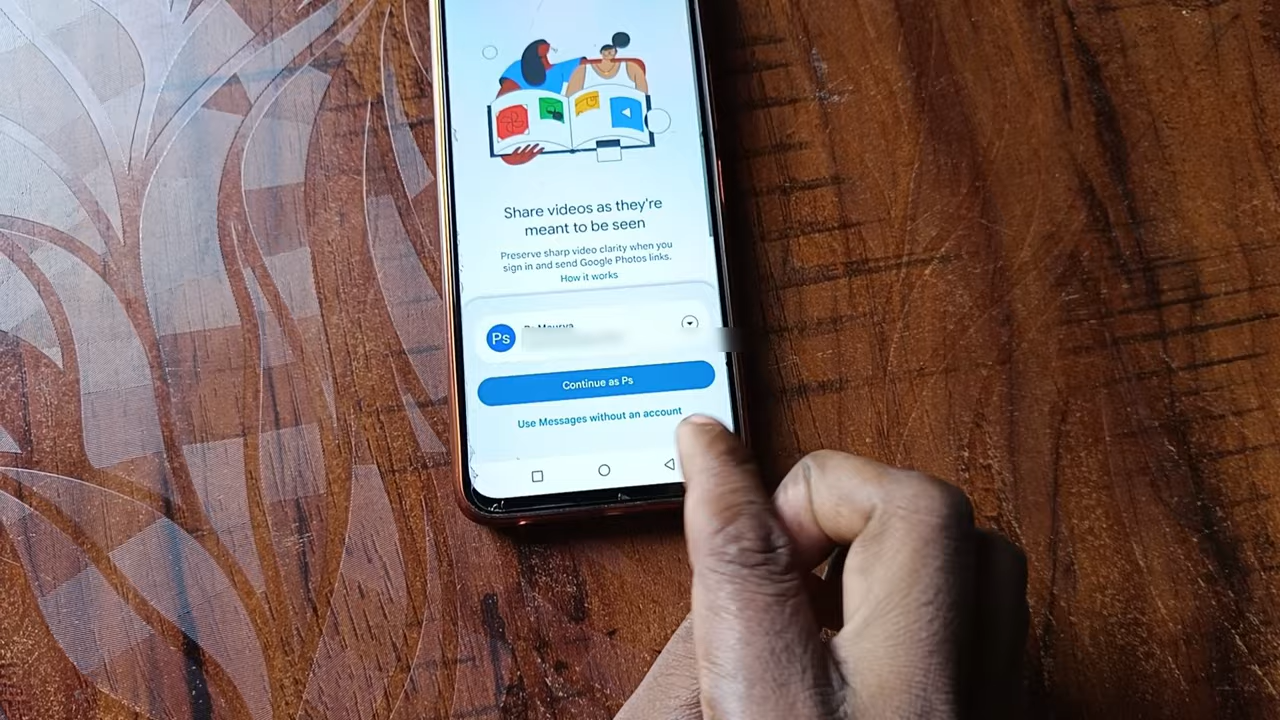 Share videos as they're
meant to be seen
Preserve sharp video clarity when you
sign in and send Google Photos links.
How it works
Ps
Continue as Ps
Use Messages without an account